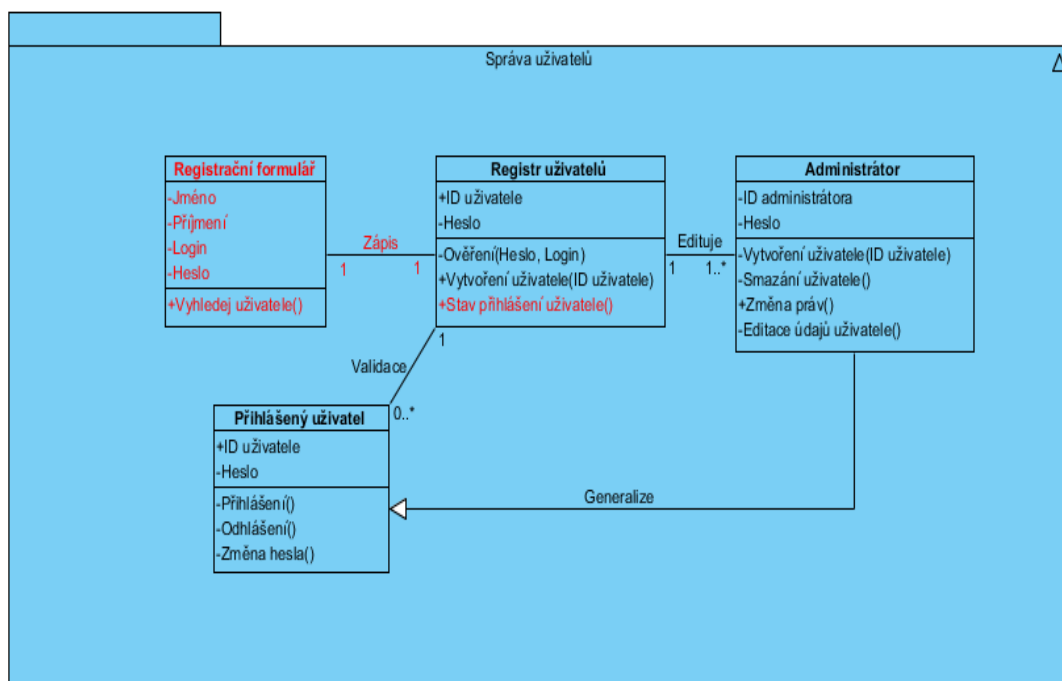 Správa uživatelů
Registrační formulář
-Jméno
-Příjmení
-Login
-Heslo
+Vyhledej uživatele()
Zápis
1
1
Registr uživatelů
+ID uživatele
-Heslo
-Ověření(Heslo, Login)
+Vytvoření uživatele(ID uživatele)
+Stav přihlášení uživatele()
Edituje
1
1..*
Administrátor
-ID administrátora
-Heslo
-Vytvoření uživatele(ID uživatele)
-Smazání uživatele()
+Změna práv()
-Editace údajů uživatele()
1
Validace
0..*
Přihlášený uživatel
+ID uživatele
-Heslo
-Přihlášení()
-Odhlášení()
-Změna hesla()
Generalize